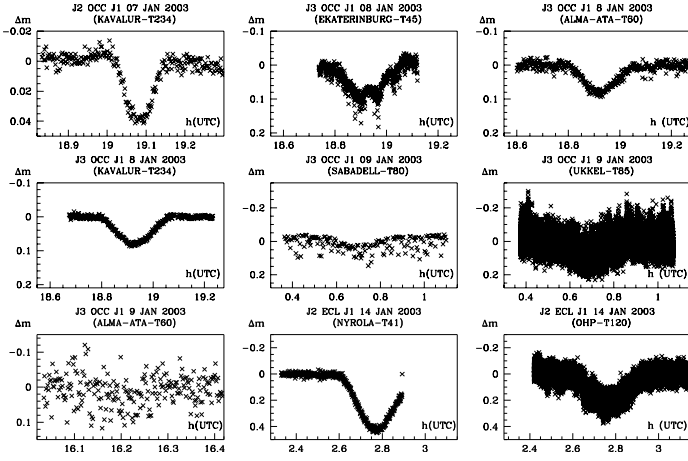 J2 OCC J1 07 JAN 2003
(KAVALUR-T234)
Δm
-0.02
0
0.02
0.04
h(UTC)
18.9 19 19.1 19.2
J3 OCC J1 08 JAN 2003
(EKATERINBURG-T45)
Δm
0
0.1
0.2
h(UTC)
18.6 18.8 19 19.2
J3 OCC J1 8 JAN 2003
(ALMA-ATA-T60)
Δm
0
0.1
0.2
h(UTC)
18.6 18.8 19 19.2
J3 OCC J1 8 JAN 2003
(KAVALUR-T234)
Δm
-0.1
0
0.1
0.2
h(UTC)
18.6 18.8 19 19.2
J3 OCC J1 09 JAN 2003
(SABADELL-T80)
Δm
-0.2
0
0.2
h(UTC)
0.4 0.6 0.8 1
J3 OCC J1 9 JAN 2003
(UKKEL-T85)
Δm
-0.2
0
0.2
h(UTC)
0.4 0.6 0.8 1
J3 OCC J1 9 JAN 2003
(ALMA-ATA-T60)
Δm
-0.1
0
0.1
h(UTC)
16.1 16.2 16.3 16.4
J2 ECL J1 14 JAN 2003
(NYROLA-T41)
Δm
-0.2
0
0.2
0.4
h(UTC)
2.4 2.6 2.8 3
J2 ECL J1 14 JAN 2003
(OHP-T120)
Δm
-0.2
0
0.2
0.4
h(UTC)
2.4 2.6 2.8 3